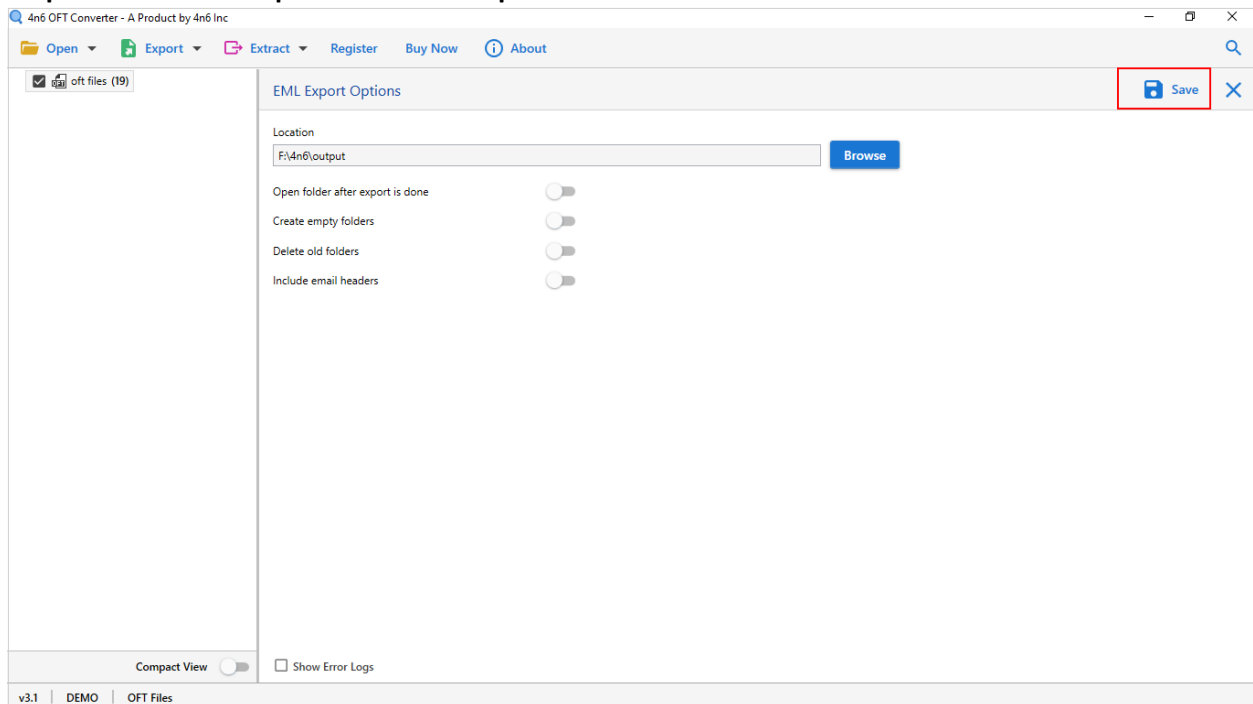 4n6 OFT Converter - A Product by 4n6 Inc
Open Export Extract Register Buy Now About
oft files (19)
EML Export Options
Save
Location
F:\4n6\output
Browse
Open folder after export is done
Create empty folders
Delete old folders
Include email headers
Compact View
Show Error Logs
v3.1 DEMO OFT Files